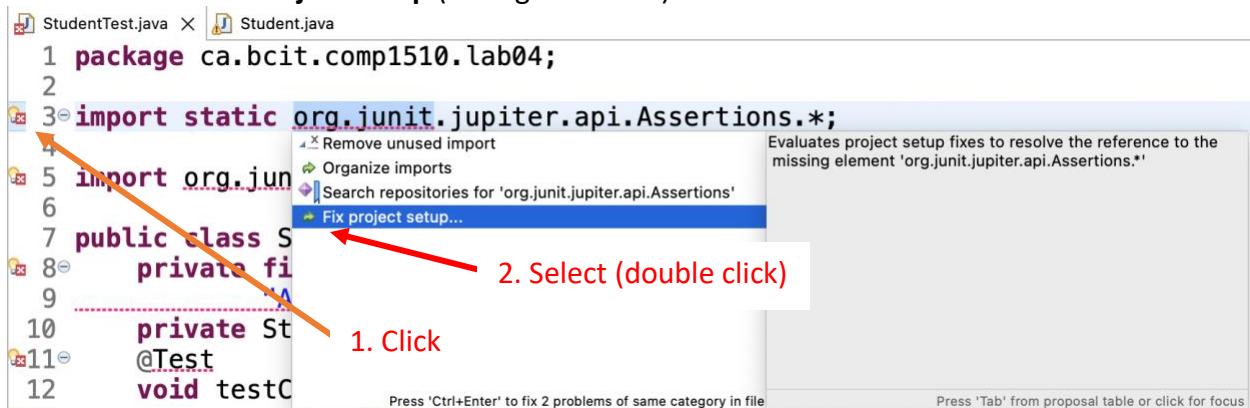 StudentTest.java Student.java
1 package ca.bcit.comp1510.lab04;
2
3 import static org.junit.jupiter.api.Assertions.*;
4
5 import org.jun
6
7 public class S
8 private fi
9 "A
10 private St
11 @Test
12 void testC
Remove unused import
Organize imports
Search repositories for 'org.junit.jupiter.api.Assertions'
Fix project setup...
Press 'Ctrl+Enter' to fix 2 problems of same category in file
Evaluates project setup fixes to resolve the reference to the
missing element 'org.junit.jupiter.api.Assertions.*'
Press 'Tab' from proposal table or click for focus
2. Select (double click)
1. Click